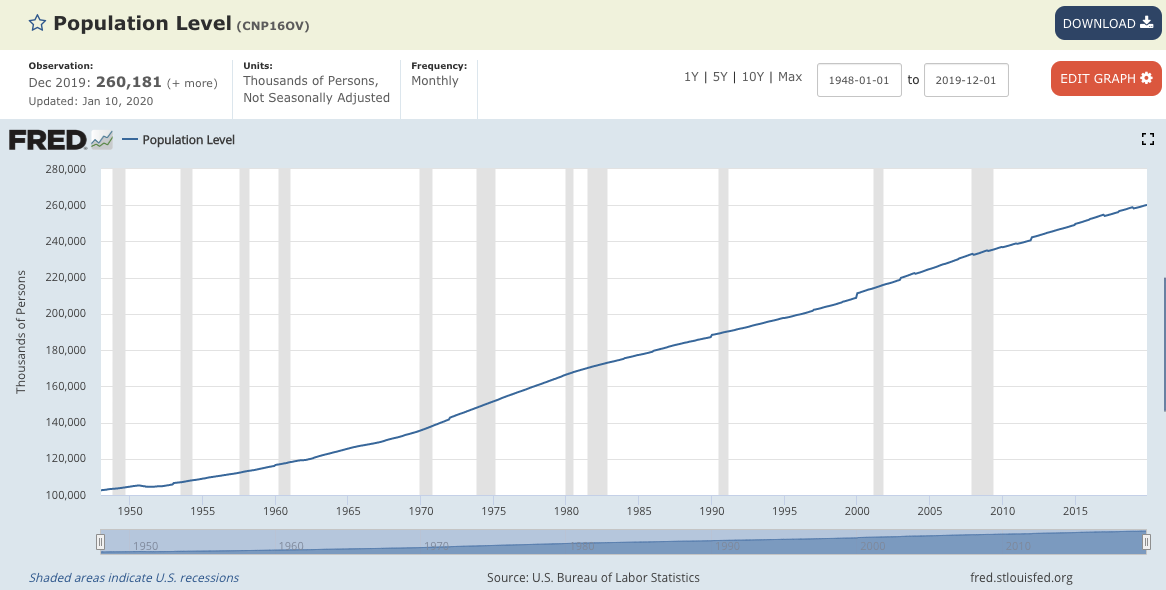 Population Level (CNP16OV)
DOWNLOAD
Observation:
Dec 2019: 260,181 (+ more)
Updated: Jan 10, 2020
Units:
Thousands of Persons,
Not Seasonally Adjusted
Frequency:
Monthly
1Y | 5Y | 10Y | Max
1948-01-01 to 2019-12-01
EDIT GRAPH
FRED
Population Level
Thousands of Persons
280,000
260,000
240,000
220,000
200,000
180,000
160,000
140,000
120,000
100,000
1950 1955 1960 1965 1970 1975 1980 1985 1990 1995 2000 2005 2010 2015
1950 1960 1970 1980 1990 2000 2010
Shaded areas indicate U.S. recessions
Source: U.S. Bureau of Labor Statistics
fred.stlouisfed.org